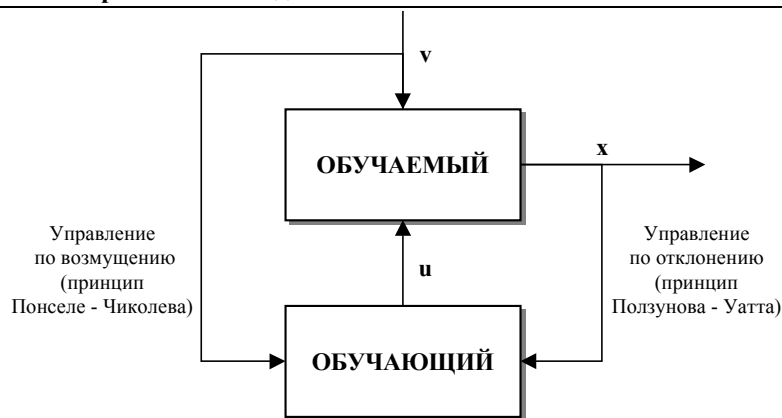 v
ОБУЧАЕМЫЙ
x
Управление
по возмущению
(принцип
Понселе - Чиколева)
u
Управление
по отклонению
(принцип
Ползунова - Уатта)
ОБУЧАЮЩИЙ